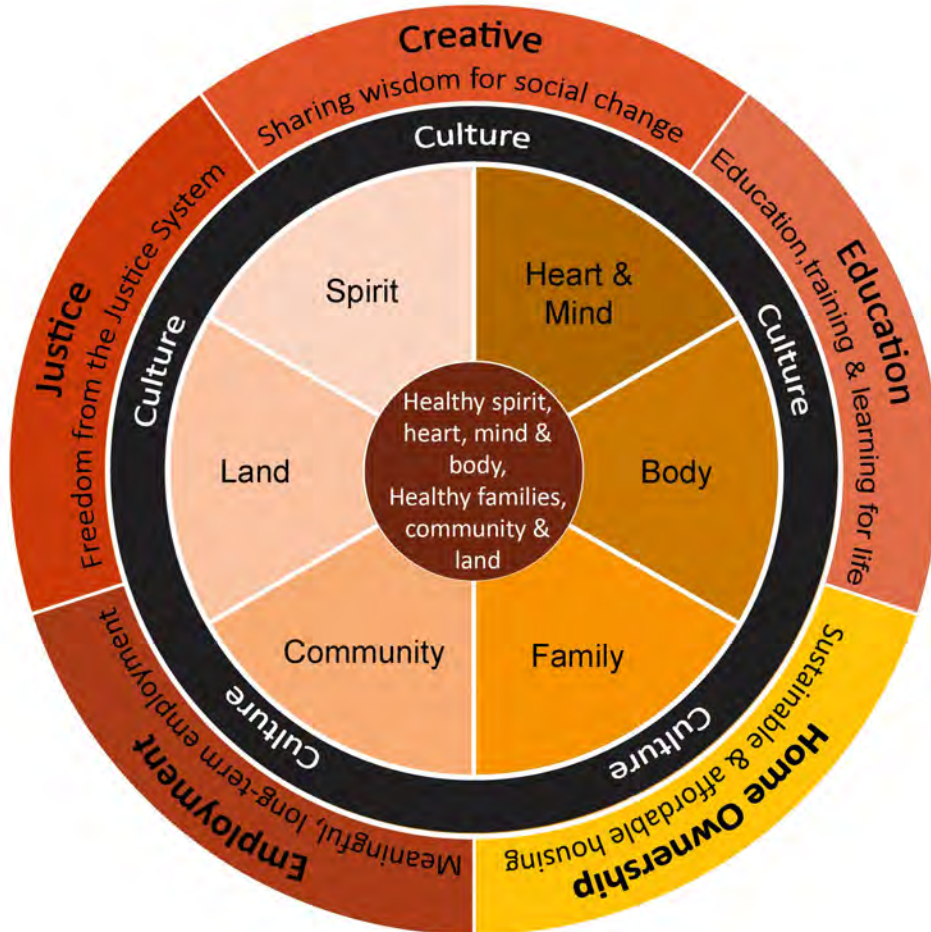 Creative
Sharing wisdom for social change
Education
Education,training & learning for life
Home Ownership
Sustainable & affordable housing
Employment
Meaningful, long-term employment
Justice
Freedom from the Justice System
Culture
Culture
Culture
Culture
Culture
Spirit
Heart &
Mind
Body
Family
Community
Land
Healthy spirit,
heart, mind &
body,
Healthy families,
community &
land